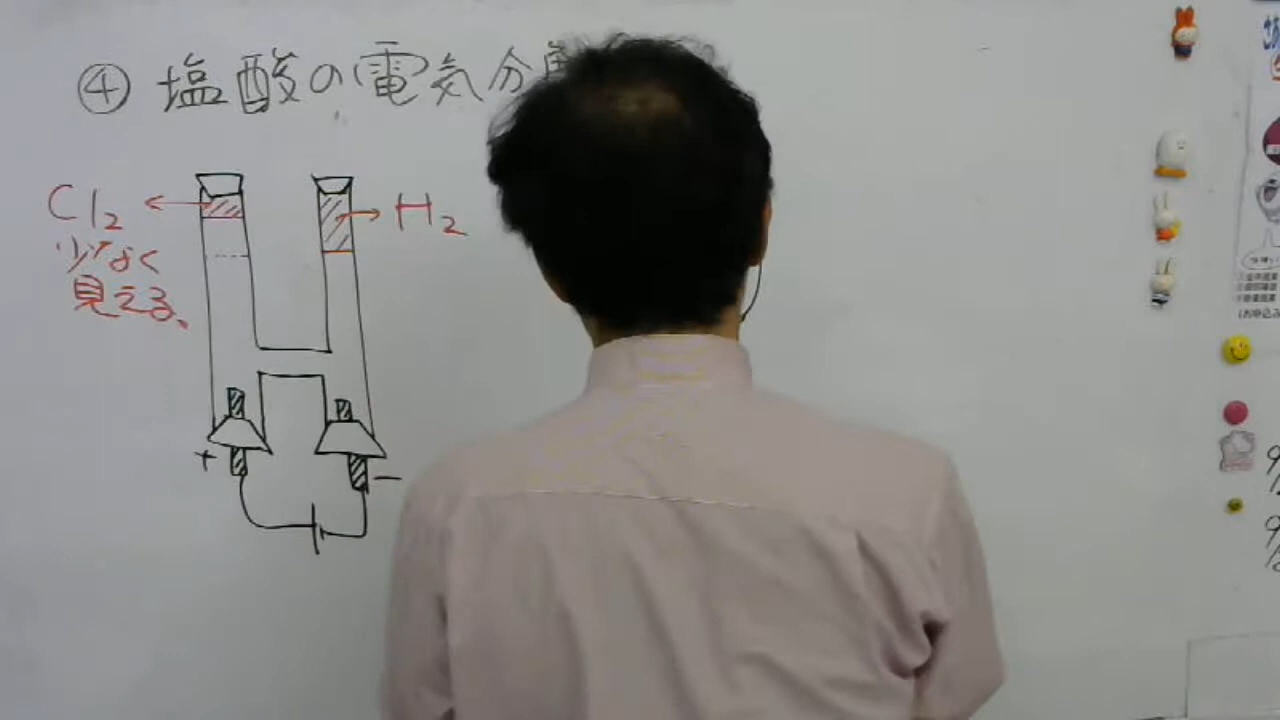 ④ 塩酸の電気分
Cl₂
少なく
見える、
H₂
+
−